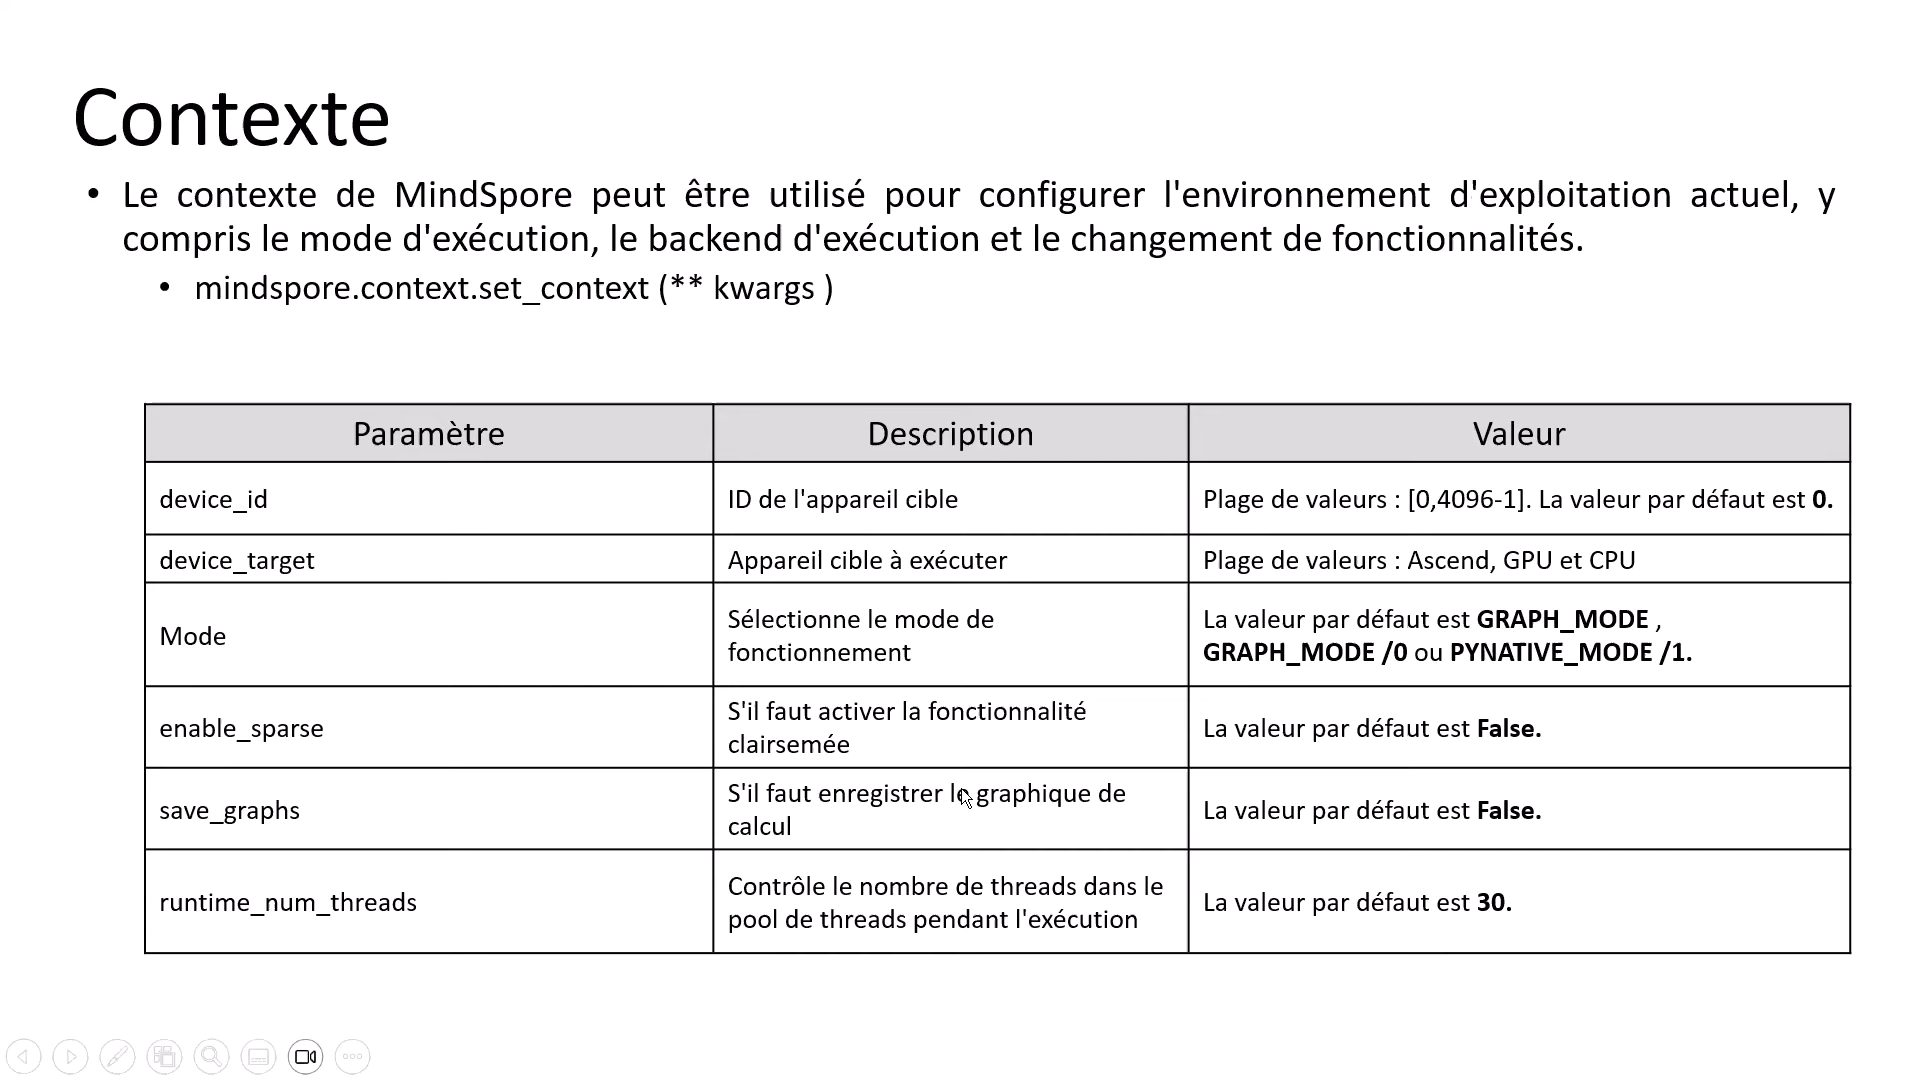 Contexte
• Le contexte de MindSpore peut être utilisé pour configurer l'environnement d'exploitation actuel, y
compris le mode d'exécution, le backend d'exécution et le changement de fonctionnalités.
• mindspore.context.set_context (** kwargs )
Paramètre Description Valeur
device_id ID de l'appareil cible Plage de valeurs : [0,4096-1]. La valeur par défaut est 0.
device_target Appareil cible à exécuter Plage de valeurs : Ascend, GPU et CPU
Mode
Sélectionne le mode de
fonctionnement
La valeur par défaut est GRAPH_MODE ,
GRAPH_MODE /0 ou PYNATIVE_MODE /1.
enable_sparse
S'il faut activer la fonctionnalité
clairsemée
La valeur par défaut est False.
save_graphs
S'il faut enregistrer le graphique de
calcul
La valeur par défaut est False.
runtime_num_threads
Contrôle le nombre de threads dans le
pool de threads pendant l'exécution
La valeur par défaut est 30.